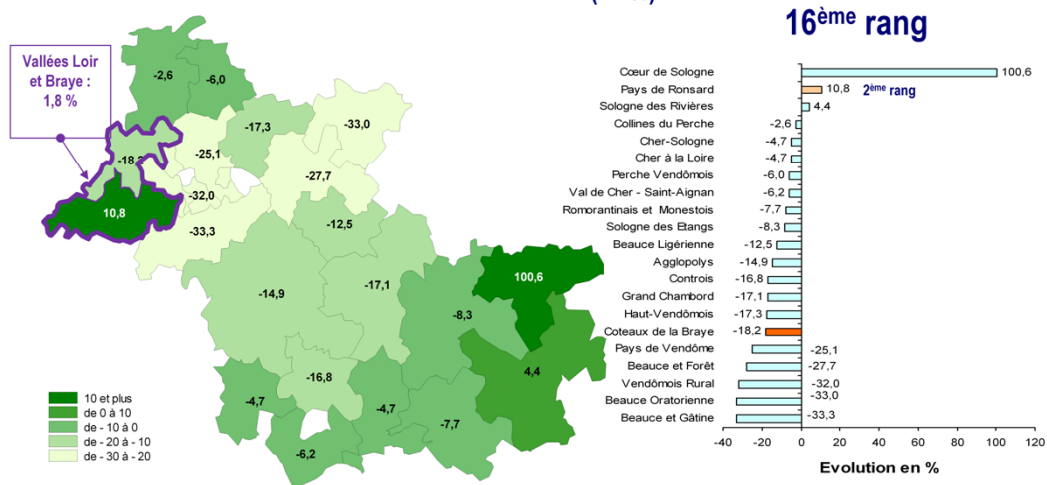 16ème rang
Vallées Loir
et Braye :
1,8 %
-2,6
-6,0
-17,3
-33,0
-18,2
-25,1
-27,7
-32,0
10,8
-33,3
-12,5
-14,9
-17,1
100,6
-8,3
4,4
-16,8
-4,7
-4,7
-7,7
-6,2
10 et plus
de 0 à 10
de - 10 à 0
de - 20 à - 10
de - 30 à - 20
Cœur de Sologne 100,6
Pays de Ronsard 10,8 2ème rang
Sologne des Rivières 4,4
Collines du Perche -2,6
Cher-Sologne -4,7
Cher à la Loire -4,7
Perche Vendômois -6,0
Val de Cher - Saint-Aignan -6,2
Romorantinais et Monestois -7,7
Sologne des Etangs -8,3
Beauce Ligérienne -12,5
Agglopolys -14,9
Controis -16,8
Grand Chambord -17,1
Haut-Vendômois -17,3
Coteaux de la Braye -18,2
Pays de Vendôme -25,1
Beauce et Forêt -27,7
Vendômois Rural -32,0
Beauce Oratorienne -33,0
Beauce et Gâtine -33,3
-40 -20 0 20 40 60 80 100 120
Evolution en %